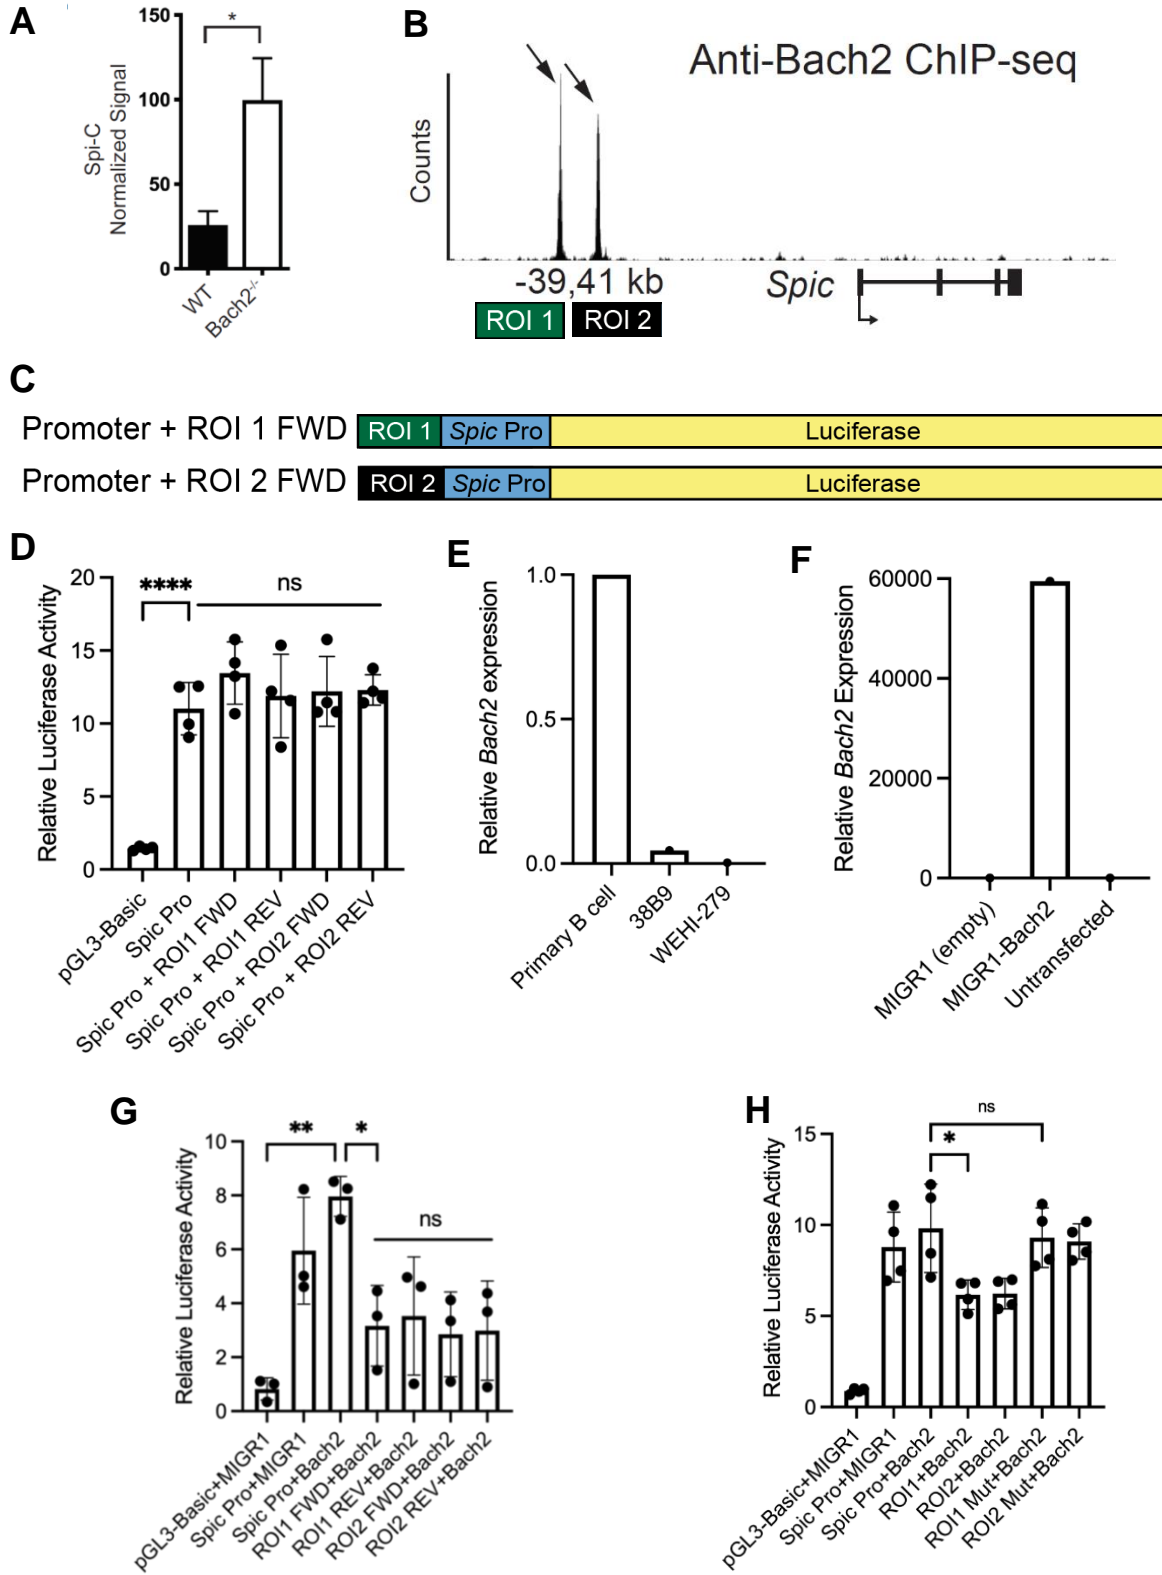 A
150
100
50
0
*
Spi-C
Normalized Signal
WT
Bach2-/-
B
Anti-Bach2 ChIP-seq
Counts
-39,41 kb
Spic
ROI 1
ROI 2
C
Promoter + ROI 1 FWD
ROI 1
Spic Pro
Luciferase
Promoter + ROI 2 FWD
ROI 2
Spic Pro
Luciferase
D
Relative Luciferase Activity
20
15
10
5
0
****
ns
pGL3-Basic
Spic Pro
Spic Pro + ROI1 FWD
Spic Pro + ROI1 REV
Spic Pro + ROI2 FWD
Spic Pro + ROI2 REV
E
Relative Bach2 expression
1.0
0.5
0.0
Primary B cell
38B9
WEHI-279
F
Relative Bach2 Expression
60000
40000
20000
0
MIGR1 (empty)
MIGR1-Bach2
Untransfected
G
Relative Luciferase Activity
10
8
6
4
2
0
**
*
ns
pGL3-Basic+MIGR1
Spic Pro+MIGR1
Spic Pro+Bach2
ROI1 FWD+Bach2
ROI1 REV+Bach2
ROI2 FWD+Bach2
ROI2 REV+Bach2
H
Relative Luciferase Activity
15
10
5
0
ns
*
pGL3-Basic+MIGR1
Spic Pro+MIGR1
Spic Pro+Bach2
ROI1+Bach2
ROI2+Bach2
ROI1 Mut+Bach2
ROI2 Mut+Bach2